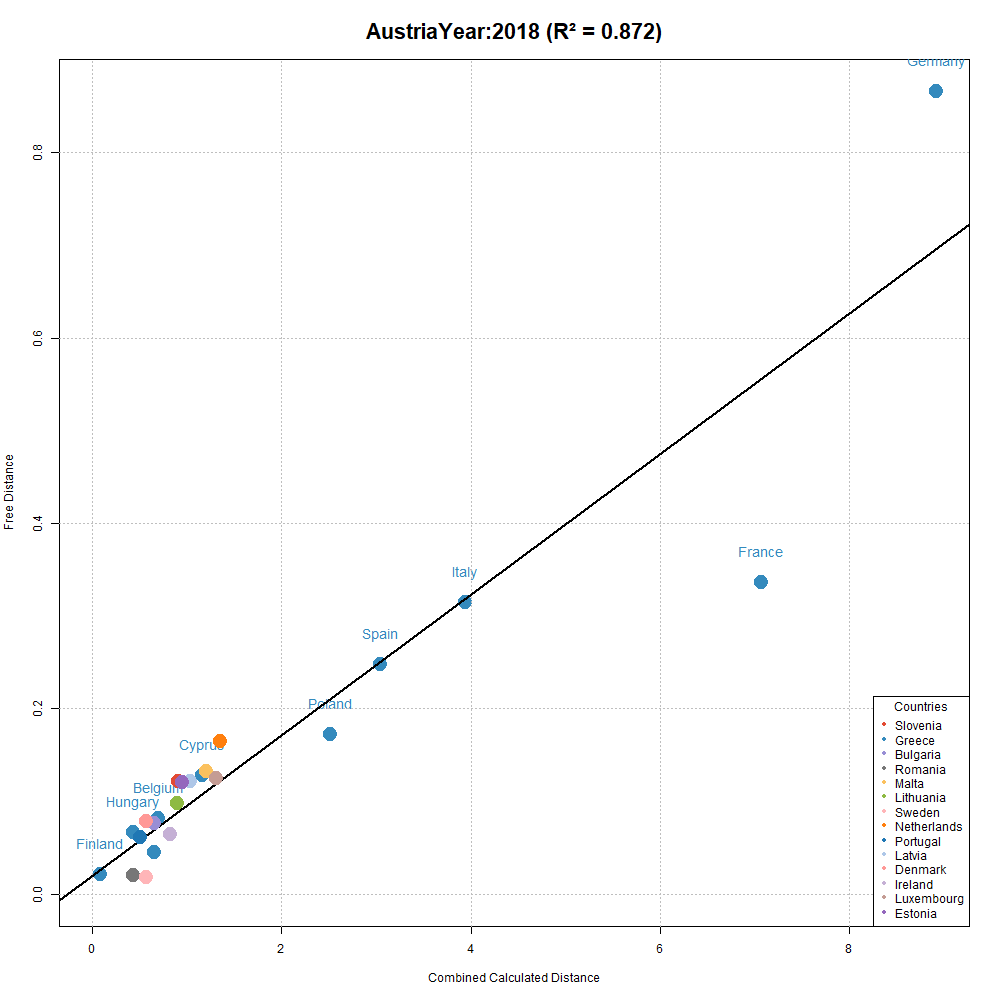 AustriaYear:2018 (R² = 0.872)
Germany
0.8
0.6
Free Distance
0.4
France
Italy
Spain
0.2
Poland
Cyprus
Belgium
Hungary
Finland
0.0
Countries
Slovenia
Greece
Bulgaria
Romania
Malta
Lithuania
Sweden
Netherlands
Portugal
Latvia
Denmark
Ireland
Luxembourg
Estonia
0 2 4 6 8
Combined Calculated Distance